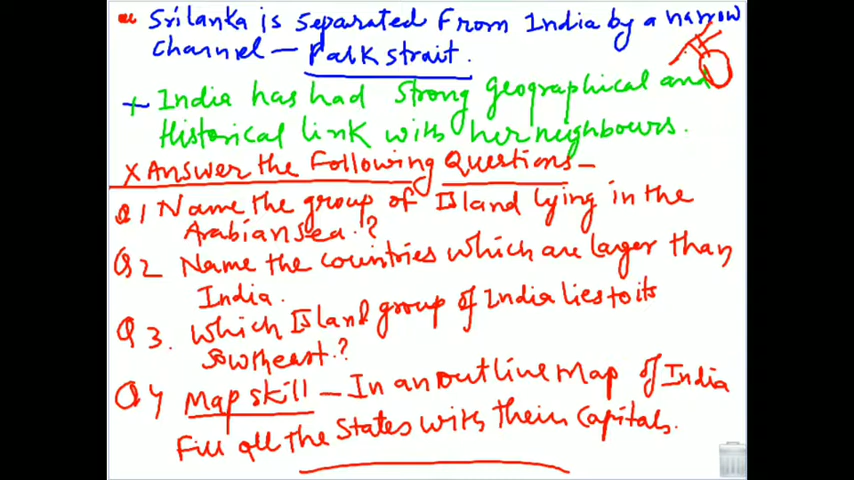 Srilanka is separated From India by a narrow
channel - Palk strait.
+ India has had strong geographical and
Historical link with her neighbours.
X Answer the Following Questions -
Q1 Name the group of Island lying in the
Arabian sea.?
Q2 Name the countries which are larger than
India.
Q3. Which Island group of India lies to its
Sowtheast.?
Q4 Map skill - In an outline Map of India
Fill all the States with their Capitals.